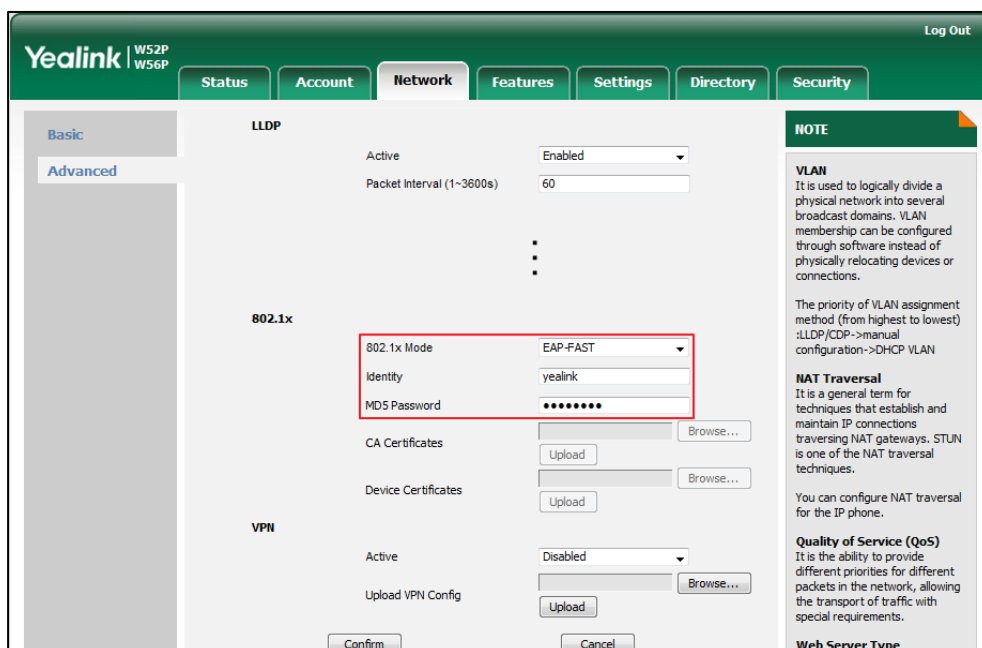 Log Out
Yealink | W52P
W56P
Status Account Network Features Settings Directory Security
Basic
Advanced
LLDP
Active Enabled
Packet Interval (1~3600s) 60
802.1x
802.1x Mode EAP-FAST
Identity yealink
MD5 Password ••••••••
CA Certificates Browse...
Upload
Device Certificates Browse...
Upload
VPN
Active Disabled
Upload VPN Config Browse...
Upload
Confirm Cancel
NOTE
VLAN
It is used to logically divide a
physical network into several
broadcast domains. VLAN
membership can be configured
through software instead of
physically relocating devices or
connections.
The priority of VLAN assignment
method (from highest to lowest)
:LLDP/CDP->manual
configuration->DHCP VLAN
NAT Traversal
It is a general term for
techniques that establish and
maintain IP connections
traversing NAT gateways. STUN
is one of the NAT traversal
techniques.
You can configure NAT traversal
for the IP phone.
Quality of Service (QoS)
It is the ability to provide
different priorities for different
packets in the network, allowing
the transport of traffic with
special requirements.
Web Server Type